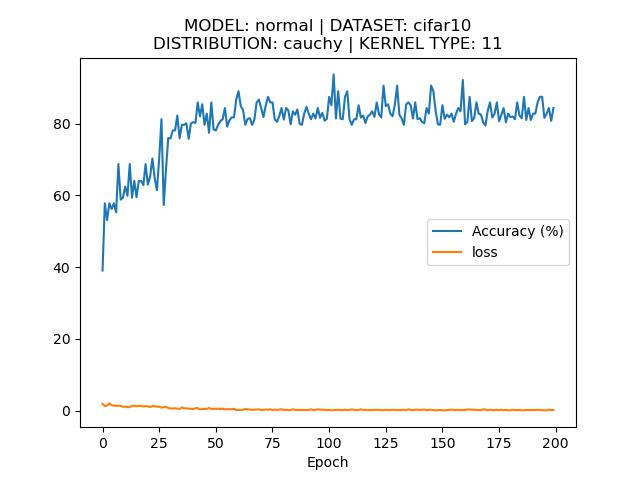 MODEL: normal | DATASET: cifar10
DISTRIBUTION: cauchy | KERNEL TYPE: 11
80
60
40
20
0
Accuracy (%)
loss
0 25 50 75 100 125 150 175 200
Epoch